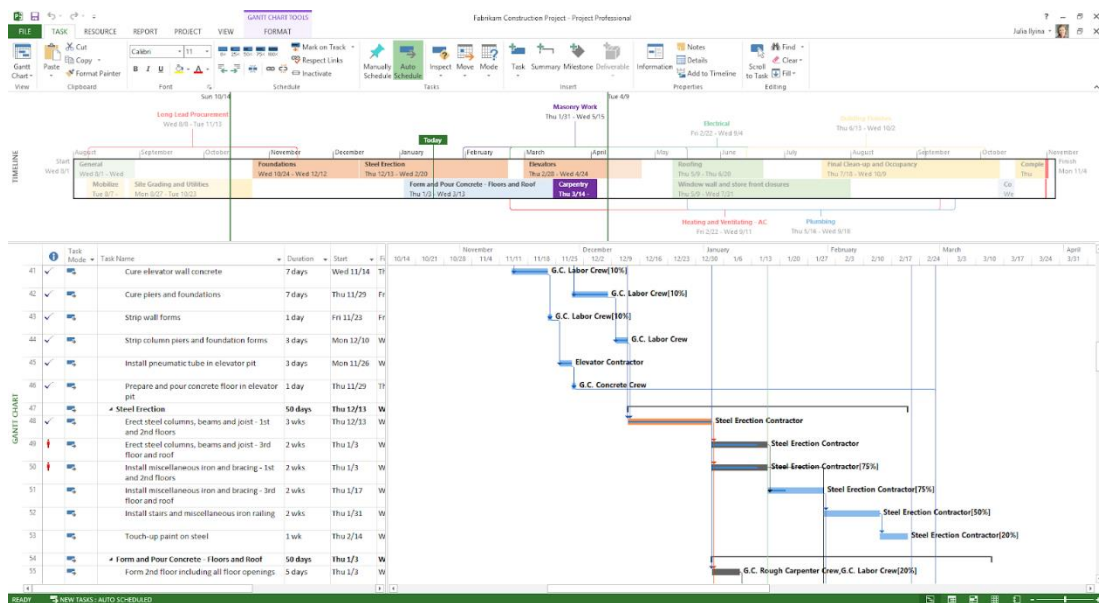 GANTT CHART TOOLS
Fabrikam Construction Project - Project Professional
FILE TASK RESOURCE REPORT PROJECT VIEW FORMAT
Julia Ilyina
Gantt Chart
View
Paste
Cut
Copy
Format Painter
Clipboard
Calibri 11
B I U
Font
Mark on Track
Respect Links
Inactivate
Schedule
Manually Schedule
Auto Schedule
Inspect Move Mode
Tasks
Task Summary Milestone Deliverable
Insert
Information
Notes
Details
Add to Timeline
Properties
Scroll to Task
Find
Clear
Fill
Editing
TIMELINE
Sun 10/14
Tue 4/9
Long Lead Procurement
Wed 8/8 - Tue 11/13
Masonry Work
Thu 1/31 - Wed 5/15
Electrical
Fri 2/22 - Wed 9/4
Thu 6/13 - Wed 10/2
Today
August September October November December January February March April May June July August September October November
Start
Wed 8/1
Finish
Mon 11/4
General
Wed 8/1 - Wed
Foundations
Wed 10/24 - Wed 12/12
Steel Erection
Thu 12/13 - Wed 2/20
Elevators
Thu 2/28 - Wed 4/24
Roofing
Thu 5/9 - Thu 6/20
Final Clean-up and Occupancy
Thu 7/18 - Wed 10/9
Comple
Thu
Mobilize
Tue 8/7 -
Site Grading and Utilities
Mon 8/27 - Tue 10/23
Form and Pour Concrete - Floors and Roof
Thu 1/3 - Wed 3/13
Carpentry
Thu 3/14 -
Window wall and store front closures
Thu 5/9 - Wed 7/31
Co
We
Heating and Ventilating - AC
Fri 2/22 - Wed 9/11
Plumbing
Thu 5/16 - Wed 9/18
GANTT CHART
Task Mode Task Name Duration Start Fi
November December January February March April
10/14 10/21 10/28 11/4 11/11 11/18 11/25 12/2 12/9 12/16 12/23 12/30 1/6 1/13 1/20 1/27 2/3 2/10 2/17 2/24 3/3 3/10 3/17 3/24 3/31
41 Cure elevator wall concrete 7 days Wed 11/14 Th
G.C. Labor Crew[10%]
42 Cure piers and foundations 7 days Thu 11/29 Fr
G.C. Labor Crew[10%]
43 Strip wall forms 1 day Fri 11/23 Fr
G.C. Labor Crew[10%]
44 Strip column piers and foundation forms 3 days Mon 12/10 W
G.C. Labor Crew
45 Install pneumatic tube in elevator pit 3 days Mon 11/26 W
Elevator Contractor
46 Prepare and pour concrete floor in elevator pit 1 day Thu 11/29 Th
G.C. Concrete Crew
47 Steel Erection 50 days Thu 12/13 W
48 Erect steel columns, beams and joist - 1st and 2nd floors 3 wks Thu 12/13 W
Steel Erection Contractor
49 Erect steel columns, beams and joist - 3rd floor and roof 2 wks Thu 1/3 W
Steel Erection Contractor
50 Install miscellaneous iron and bracing - 1st and 2nd floors 2 wks Thu 1/3 W
Steel Erection Contractor[75%]
51 Install miscellaneous iron and bracing - 3rd floor and roof 2 wks Thu 1/17 W
Steel Erection Contractor[75%]
52 Install stairs and miscellaneous iron railing 2 wks Thu 1/31 W
Steel Erection Contractor[50%]
53 Touch-up paint on steel 1 wk Thu 2/14 W
Steel Erection Contractor[20%]
54 Form and Pour Concrete - Floors and Roof 50 days Thu 1/3 W
55 Form 2nd floor including all floor openings 5 days Thu 1/3 W
G.C. Rough Carpenter Crew,G.C. Labor Crew[20%]
READY NEW TASKS : AUTO SCHEDULED